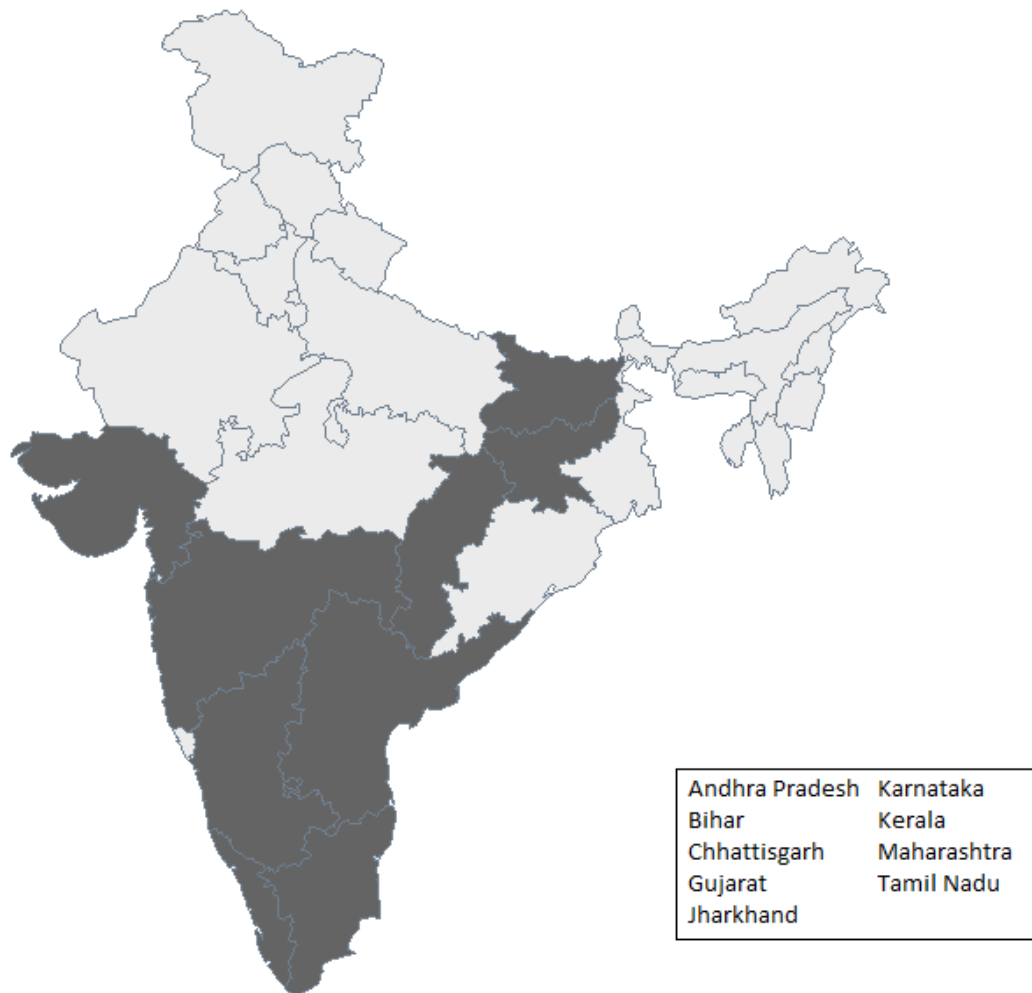 Andhra Pradesh Karnataka
Bihar Kerala
Chhattisgarh Maharashtra
Gujarat Tamil Nadu
Jharkhand